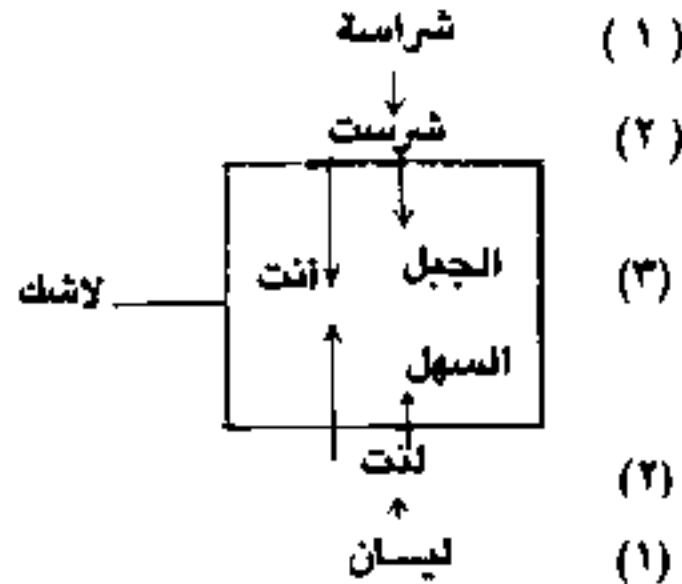 شراسة (١)
شرست (٢)
الجبل أنت (٣)
لاشك
السهل
لنت (٢)
ليان (١)